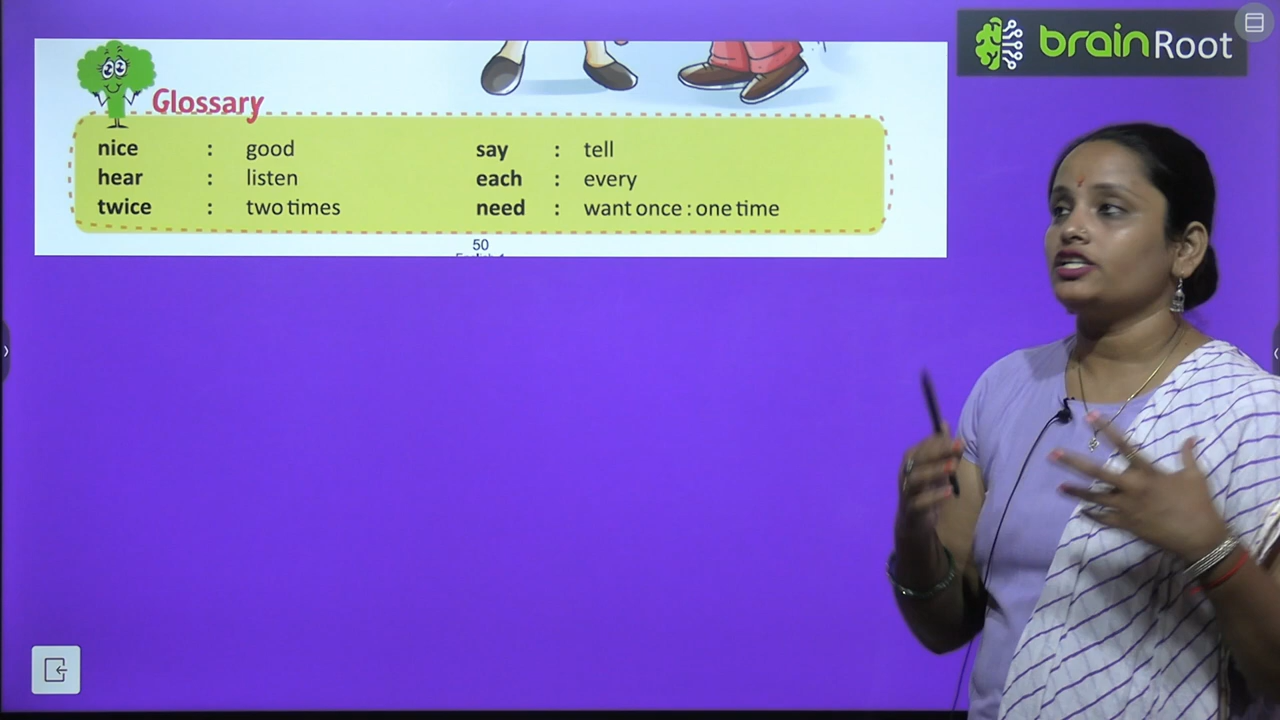 brainRoot
Glossary
nice : good say : tell
hear : listen each : every
twice : two times need : want once : one time
50